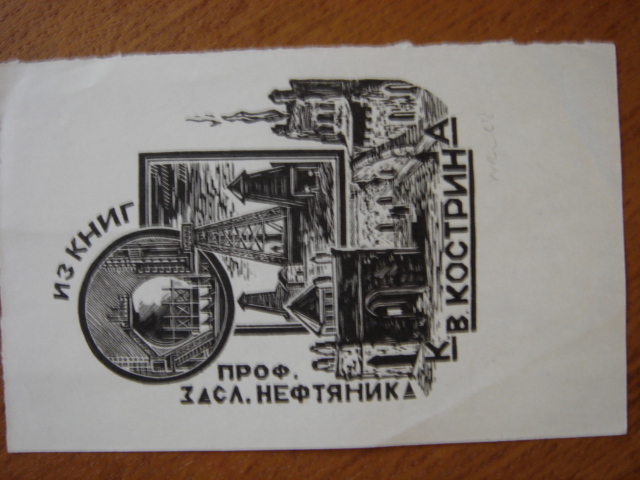 ИЗ КНИГ
ПРОФ.
ЗАСЛ. НЕФТЯНИКА
К. В. КОСТРИНА